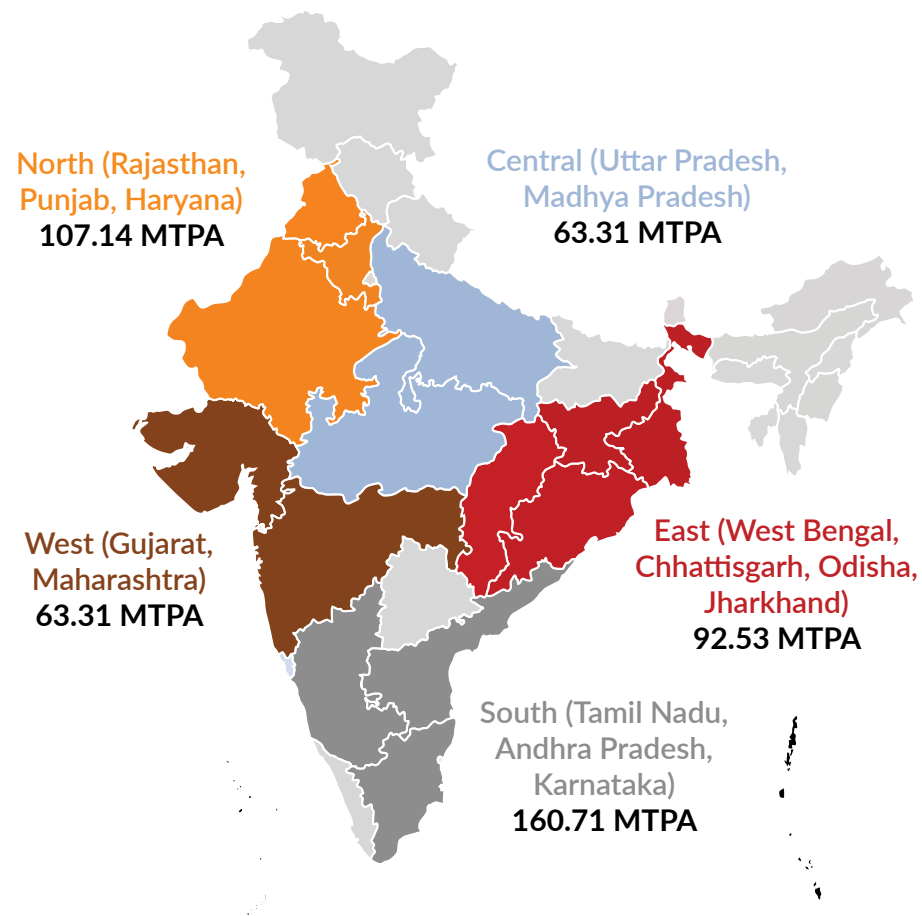 North (Rajasthan,
Punjab, Haryana)
107.14 MTPA
Central (Uttar Pradesh,
Madhya Pradesh)
63.31 MTPA
West (Gujarat,
Maharashtra)
63.31 MTPA
East (West Bengal,
Chhattisgarh, Odisha,
Jharkhand)
92.53 MTPA
South (Tamil Nadu,
Andhra Pradesh,
Karnataka)
160.71 MTPA